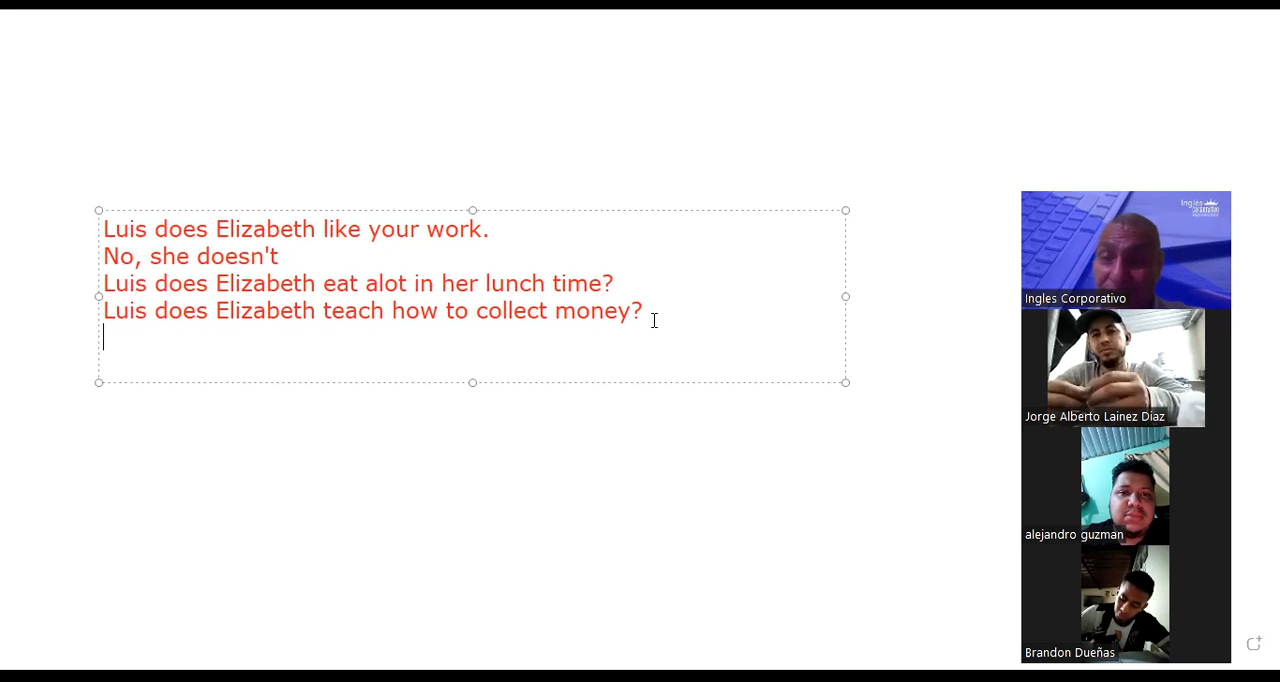 Luis does Elizabeth like your work.
No, she doesn't
Luis does Elizabeth eat alot in her lunch time?
Luis does Elizabeth teach how to collect money?
Ingles
Ingles Corporativo
Jorge Alberto Lainez Diaz
alejandro guzman
Brandon Dueñas